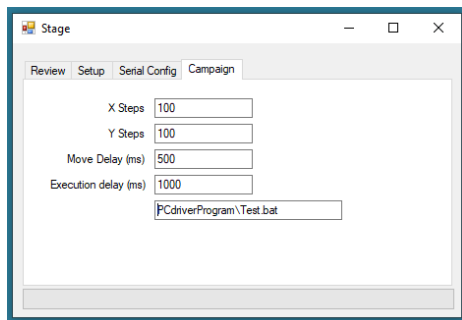 Stage
Review Setup Serial Config Campaign
X Steps 100
Y Steps 100
Move Delay (ms) 500
Execution delay (ms) 1000
PCdriverProgram\Test.bat